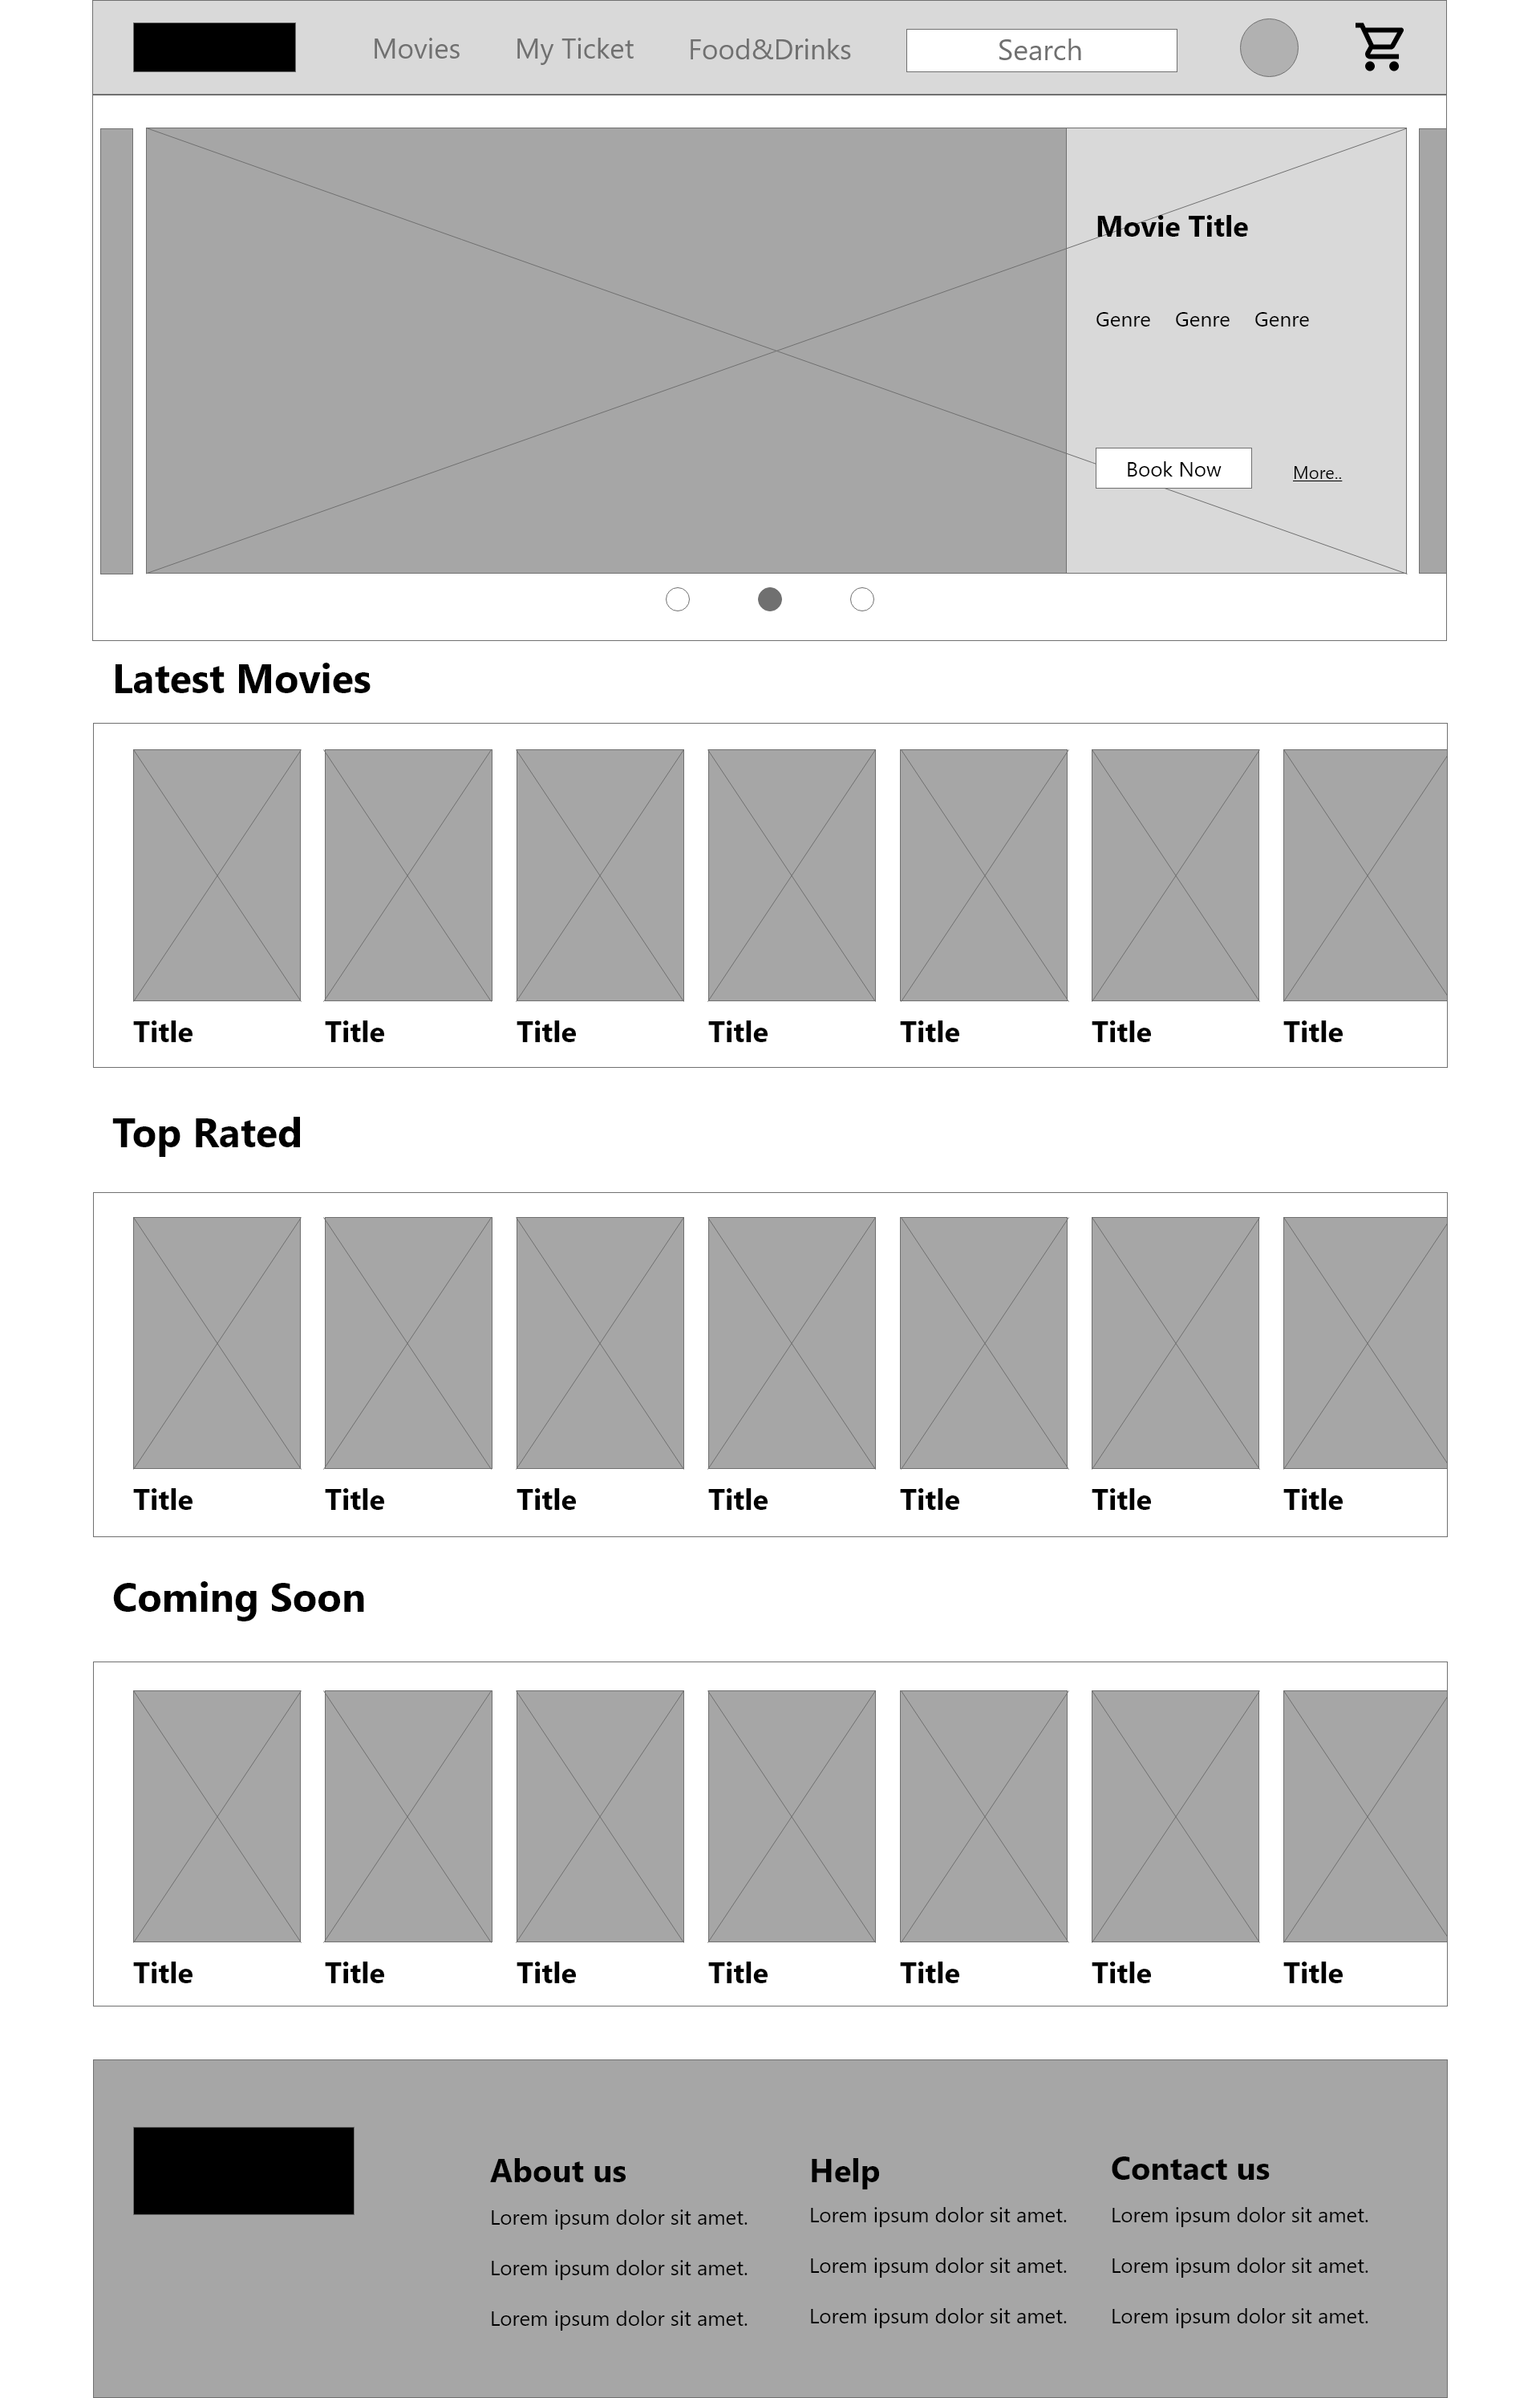 Movies My Ticket Food&Drinks Search
Movie Title
Genre Genre Genre
Book Now More..
Latest Movies
Title Title Title Title Title Title Title
Top Rated
Title Title Title Title Title Title Title
Coming Soon
Title Title Title Title Title Title Title
About us Help Contact us
Lorem ipsum dolor sit amet. Lorem ipsum dolor sit amet. Lorem ipsum dolor sit amet.
Lorem ipsum dolor sit amet. Lorem ipsum dolor sit amet. Lorem ipsum dolor sit amet.
Lorem ipsum dolor sit amet. Lorem ipsum dolor sit amet. Lorem ipsum dolor sit amet.